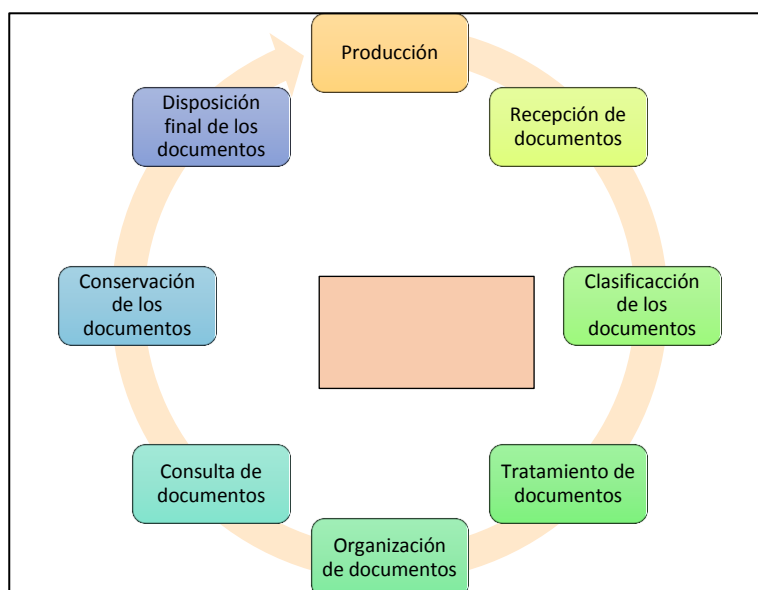 Producción
Recepción de
documentos
Clasificacción
de los
documentos
Tratamiento de
documentos
Organización
de documentos
Consulta de
documentos
Conservación
de los
documentos
Disposición
final de los
documentos